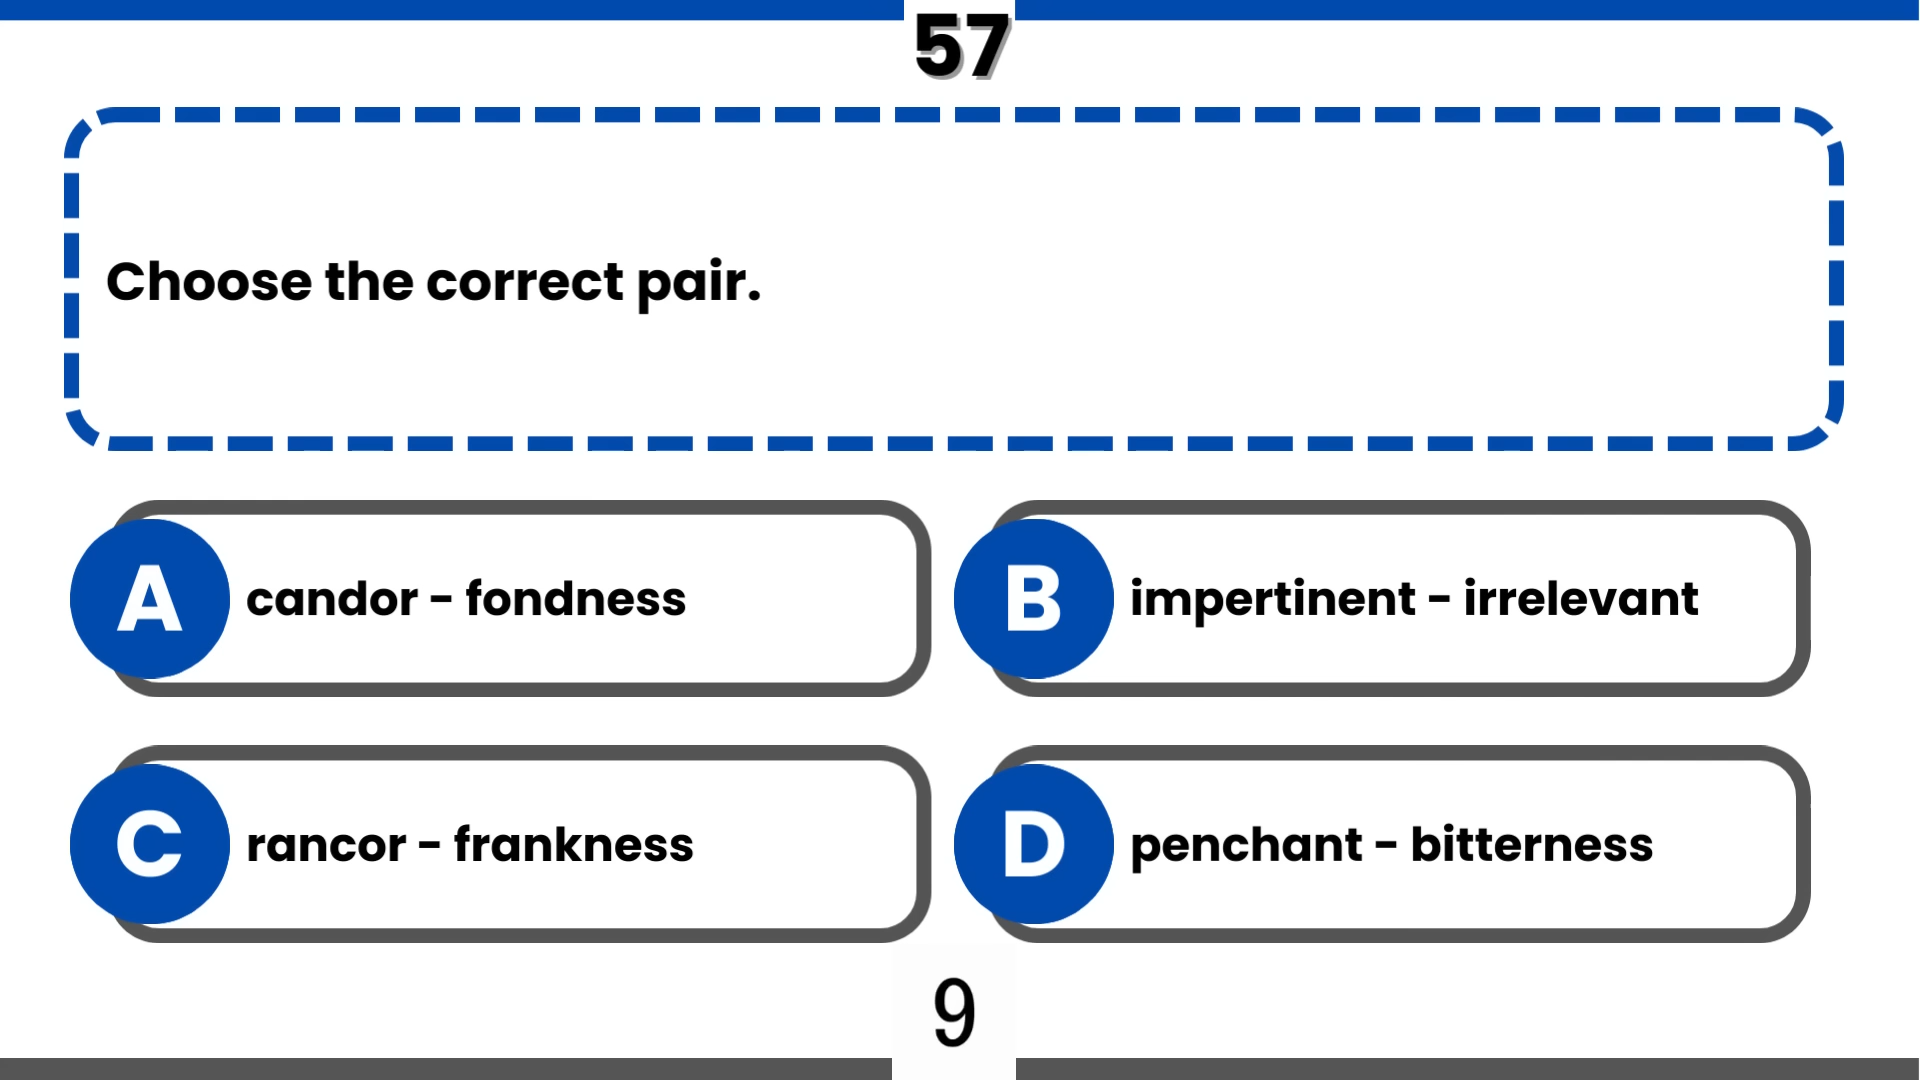 57
Choose the correct pair.
A candor - fondness
B impertinent - irrelevant
C rancor - frankness
D penchant - bitterness
9